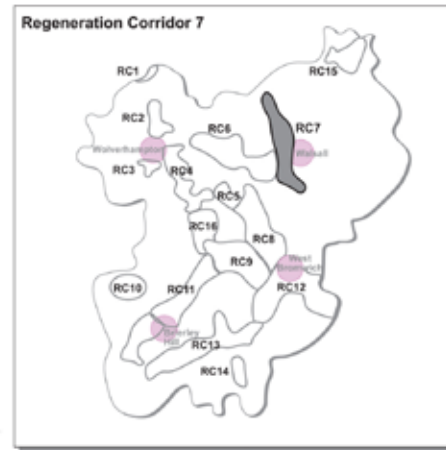 Regeneration Corridor 7
RC15
RC1
RC2
RC6
RC7
Wolverhampton
Walsall
RC3
RC4
RC5
RC16
RC8
RC9
West
Bromwich
RC10
RC11
RC12
Brierley
Hill
RC13
RC14